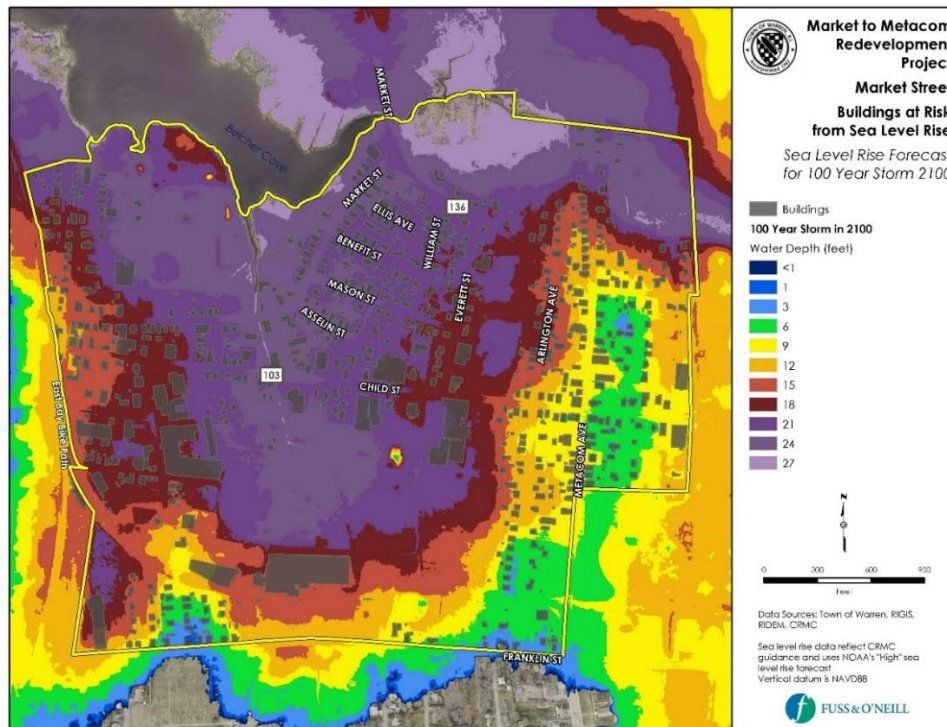 Market to Metacom
Redevelopmen
Projec
Market Stree
Buildings at Risk
from Sea Level Rise
Sea Level Rise Forecas
for 100 Year Storm 2100
Buildings
100 Year Storm in 2100
Water Depth (feet)
<1
1
3
6
9
12
15
18
21
24
27
N
0 300 600 900
Feet
Data Sources: Town of Warren, RIGIS,
RIDEM, CRMC
Sea level rise data reflect CRMC
guidance and uses NOAA's "High" sea
level rise forecast
Vertical datum is NAVD88
f FUSS & O'NEILL
MARKET ST
Belcher Cove
MARKET ST
ELLIS AVE
136
WILLIAM ST
BENEFIT ST
MASON ST
EVERETT ST
ASSELIN ST
ARLINGTON AVE
103
CHILD ST
East Bay Bike Path
METACOM AVE
FRANKLIN ST